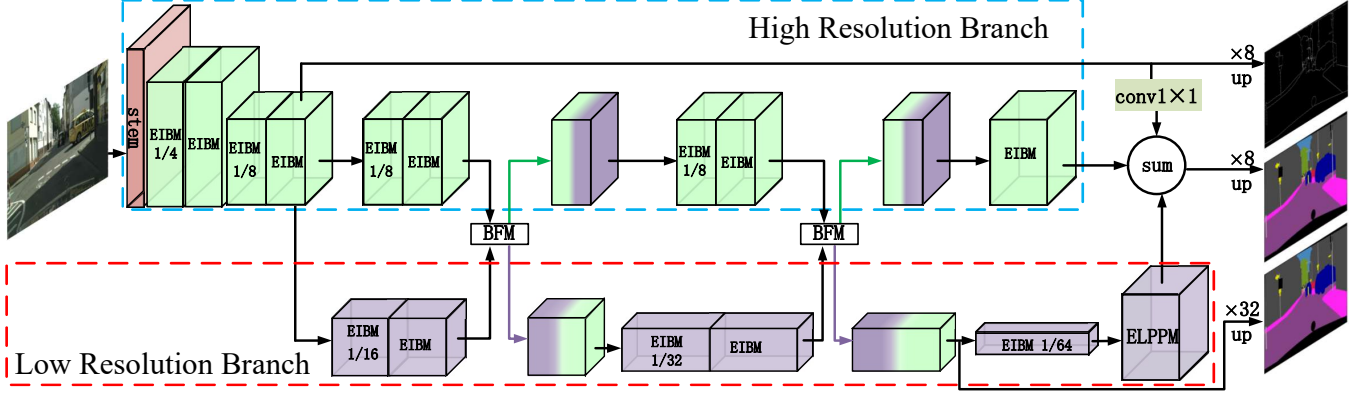 High Resolution Branch
stem
EIBM
1/4
EIBM
EIBM
1/8
EIBM
EIBM
1/8
EIBM
EIBM
1/8
EIBM
EIBM
conv1×1
sum
×8
up
×8
up
BFM
BFM
Low Resolution Branch
EIBM
1/16
EIBM
EIBM
1/32
EIBM
EIBM 1/64
ELPPM
×32
up